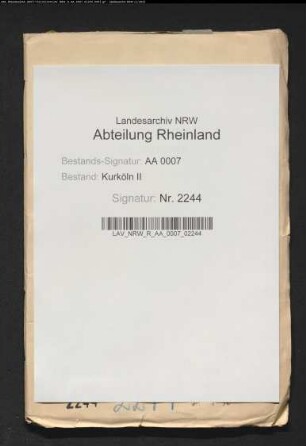 Landesarchiv NRW
Abteilung Rheinland
Bestands-Signatur: AA 0007
Bestand: Kurköln II
Signatur: Nr. 2244
LAV_NRW_R_AA_0007_02244